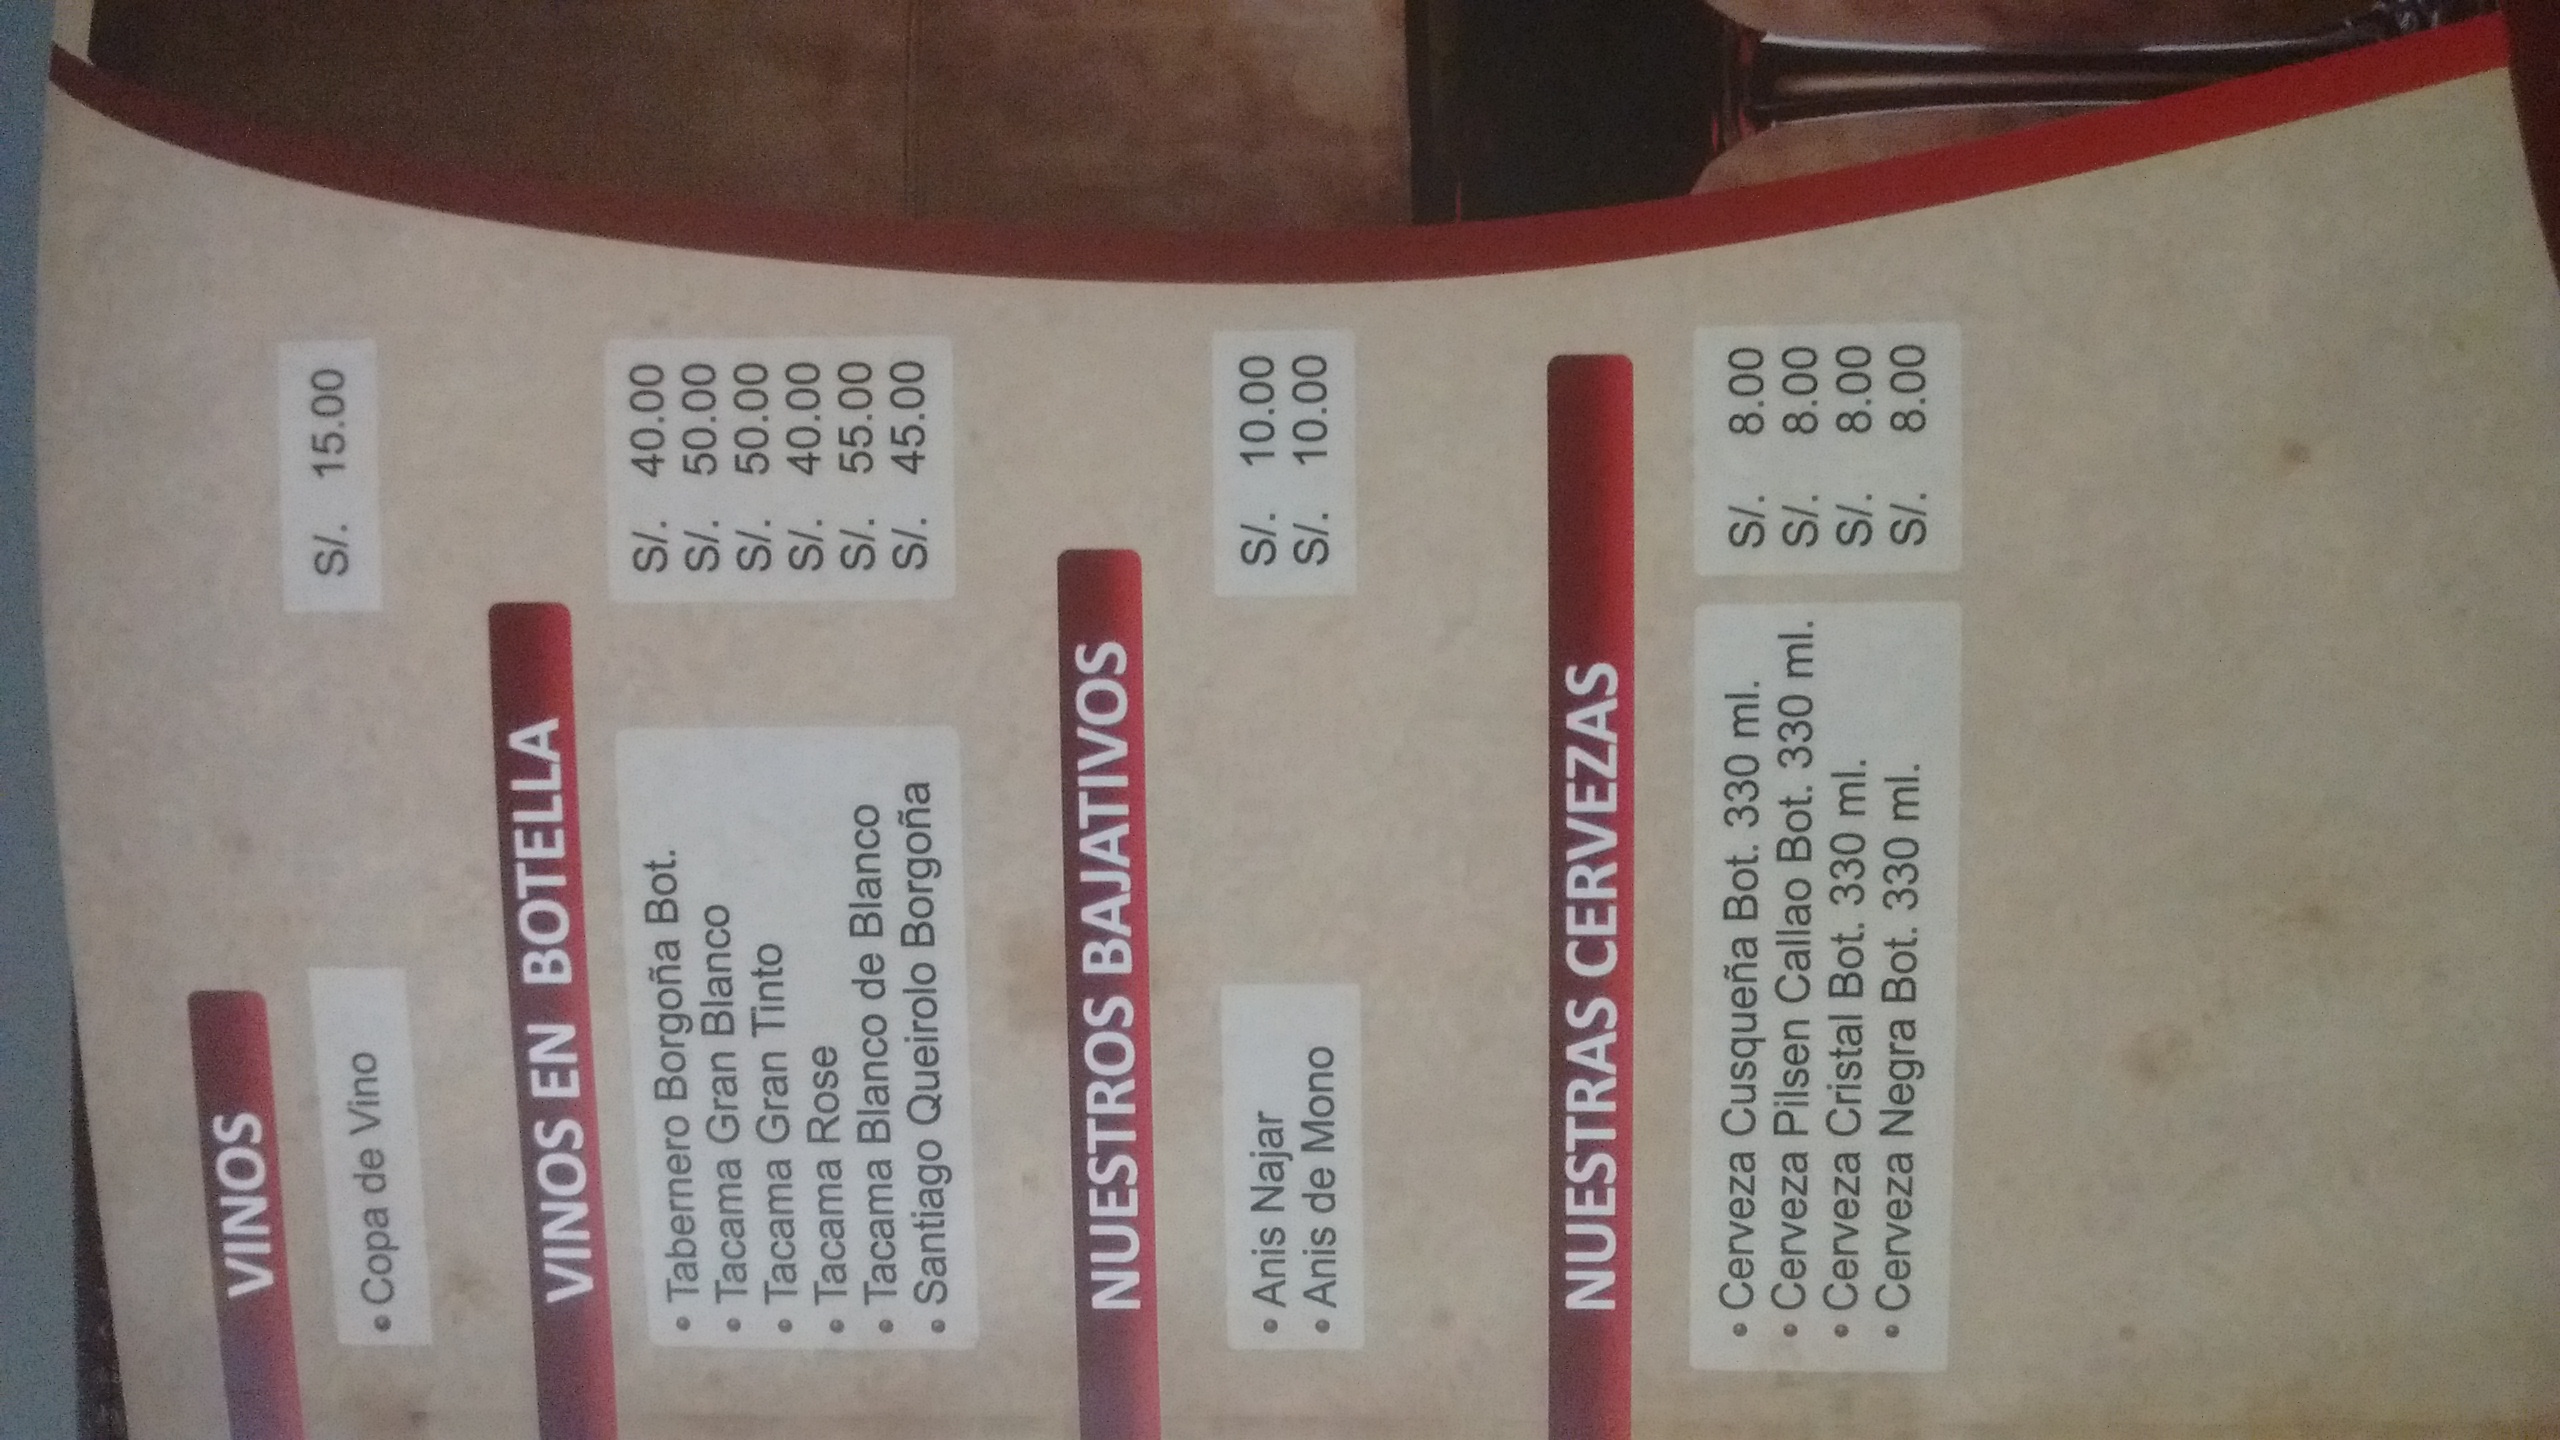 VINOS
• Copa de Vino S/. 15.00
VINOS EN BOTELLA
• Tabernero Borgoña Bot. S/. 40.00
• Tacama Gran Blanco S/. 50.00
• Tacama Gran Tinto S/. 50.00
• Tacama Rose S/. 40.00
• Tacama Blanco de Blanco S/. 55.00
• Santiago Queirolo Borgoña S/. 45.00
NUESTROS BAJATIVOS
• Anis Najar S/. 10.00
• Anis de Mono S/. 10.00
NUESTRAS CERVEZAS
• Cerveza Cusqueña Bot. 330 ml. S/. 8.00
• Cerveza Pilsen Callao Bot. 330 ml. S/. 8.00
• Cerveza Cristal Bot. 330 ml. S/. 8.00
• Cerveza Negra Bot. 330 ml. S/. 8.00